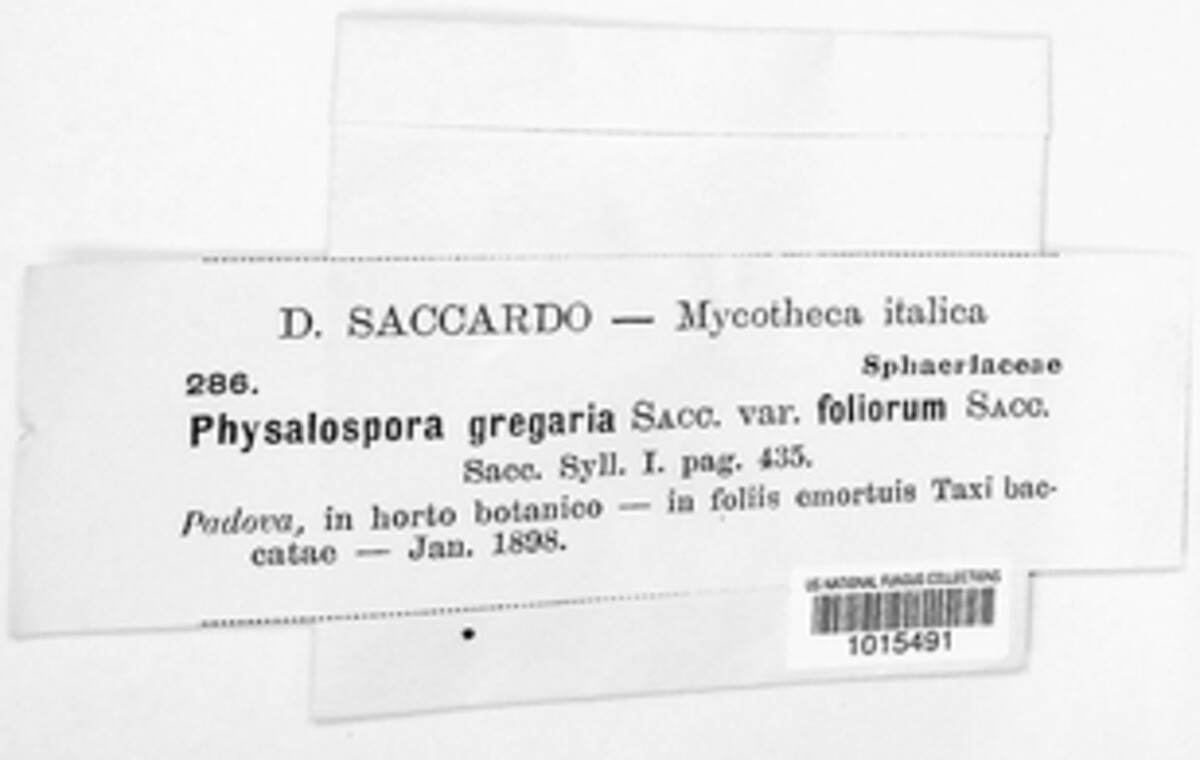 D. SACCARDO — Mycotheca italica
Sphaeriaceae
286.
Physalospora gregaria SACC. var. foliorum SACC.
Sacc. Syll. I. pag. 435.
Padova, in horto botanico — in foliis emortuis Taxi bac-
catae — Jan. 1898.
US NATIONAL FUNGUS COLLECTIONS
1015491